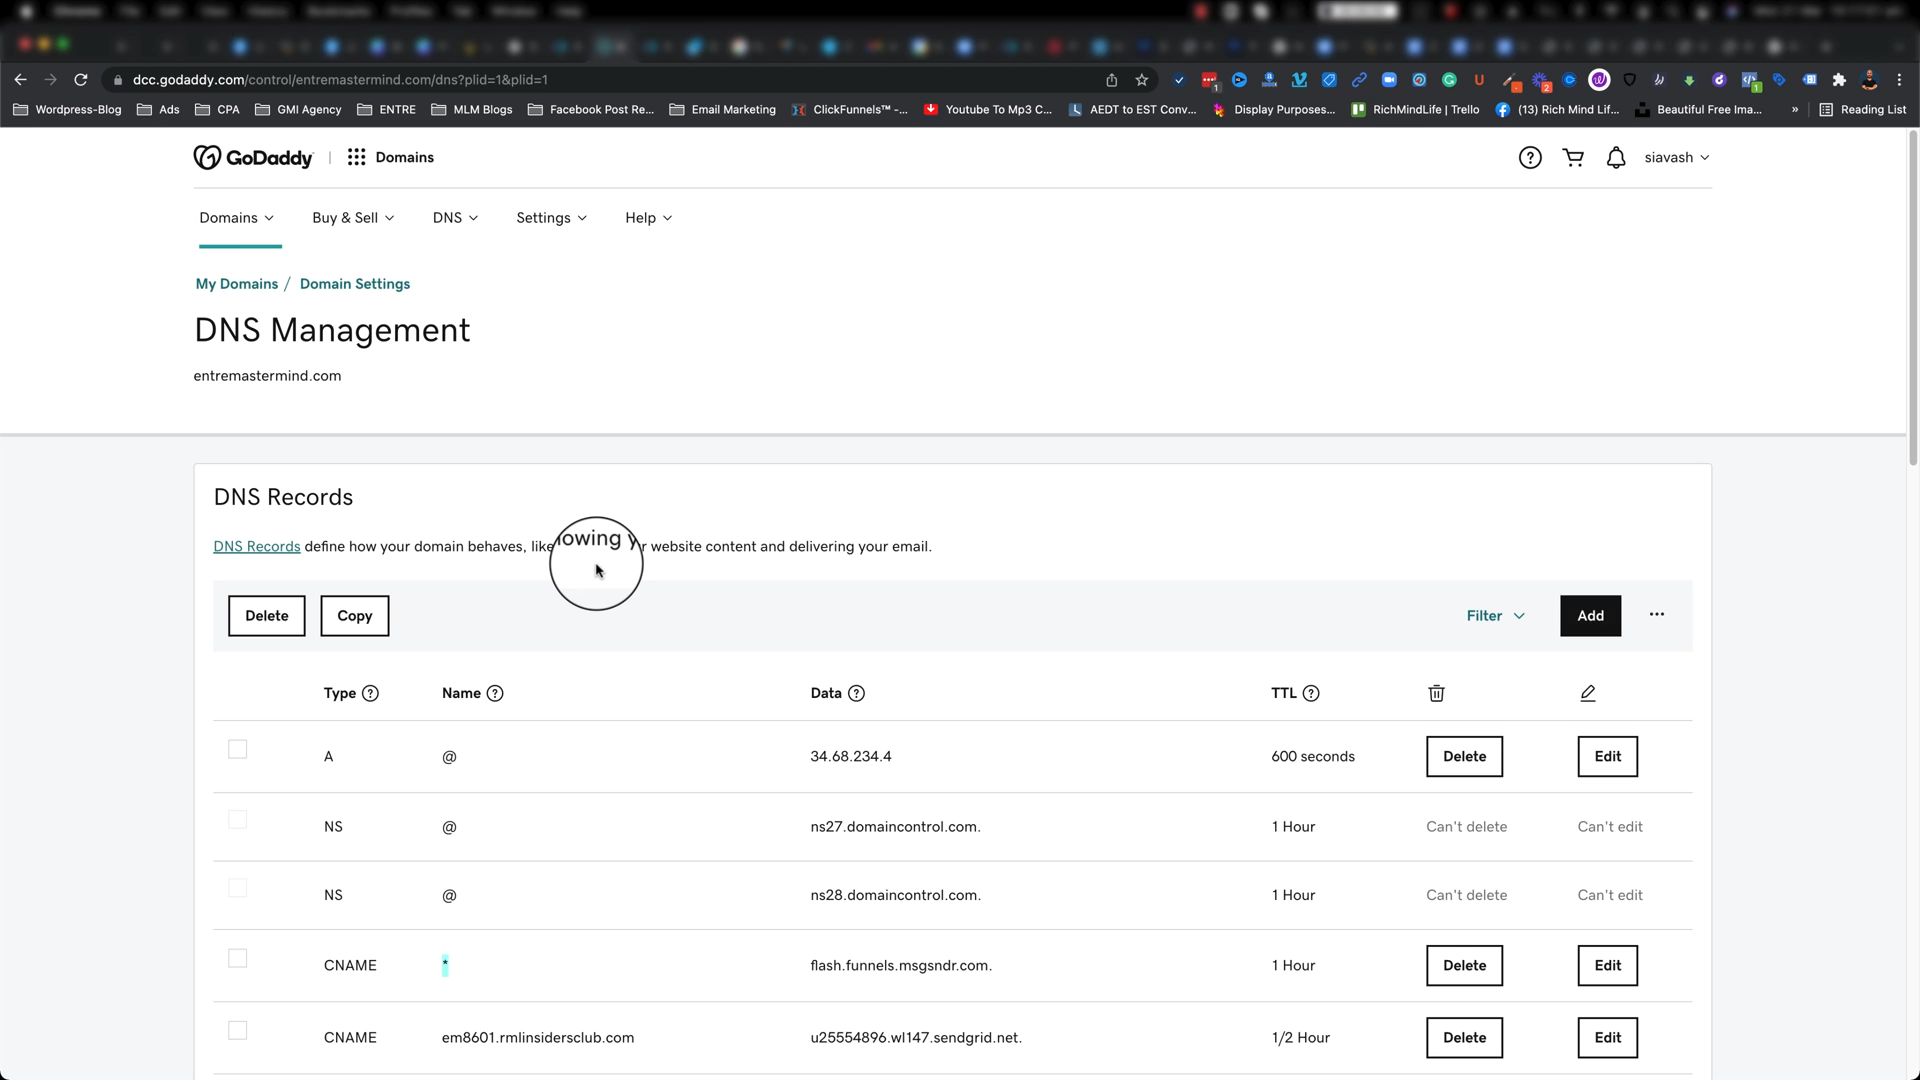 dcc.godaddy.com/control/entremastermind.com/dns?plid=1&plid=1
Wordpress-Blog Ads CPA GMI Agency ENTRE MLM Blogs Facebook Post Re... Email Marketing ClickFunnels™ -... Youtube To Mp3 C... AEDT to EST Conv... Display Purposes... RichMindLife | Trello (13) Rich Mind Lif... Beautiful Free Ima... » Reading List
GoDaddy Domains siavash
Domains Buy & Sell DNS Settings Help
My Domains / Domain Settings
DNS Management
entremastermind.com
DNS Records
DNS Records define how your domain behaves, like lowing y r website content and delivering your email.
Delete Copy Filter Add ...
Type Name Data TTL
A @ 34.68.234.4 600 seconds Delete Edit
NS @ ns27.domaincontrol.com. 1 Hour Can't delete Can't edit
NS @ ns28.domaincontrol.com. 1 Hour Can't delete Can't edit
CNAME * flash.funnels.msgsndr.com. 1 Hour Delete Edit
CNAME em8601.rmlinsidersclub.com u25554896.wl147.sendgrid.net. 1/2 Hour Delete Edit